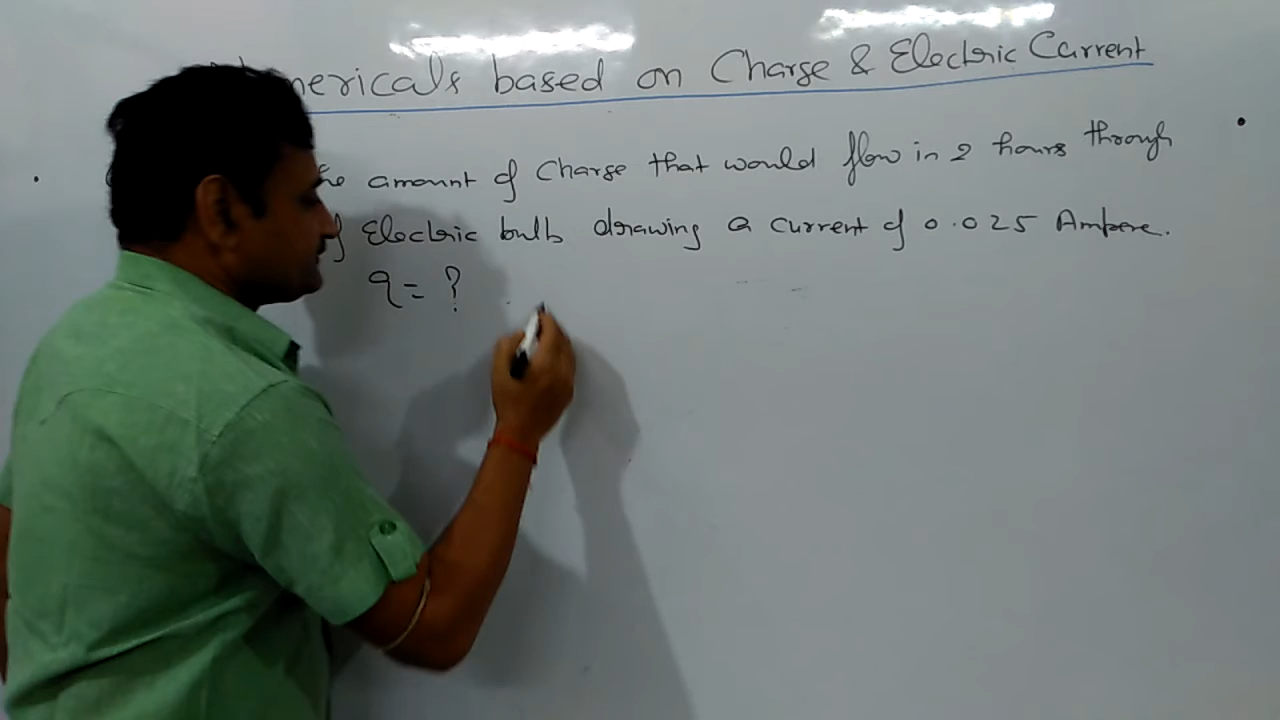 based on Charge & Electric Current
amount of Charge that would flow in 2 hours through
Electric bulb drawing a current of 0.025 Ampere.
q = ?